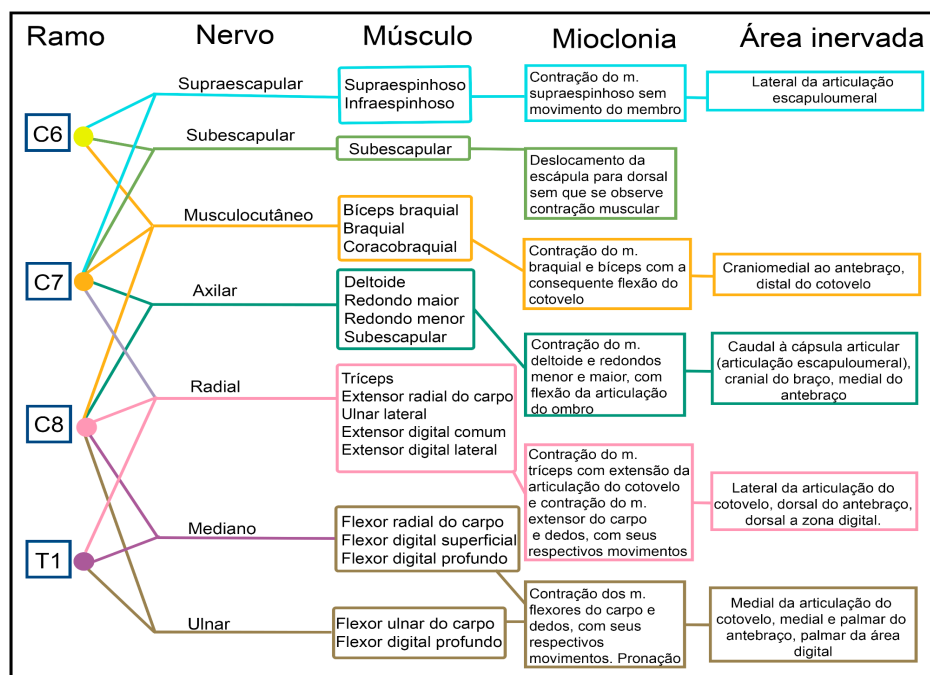 Ramo
Nervo
Músculo
Mioclonia
Área inervada
C6
C7
C8
T1
Supraescapular
Subescapular
Musculocutâneo
Axilar
Radial
Mediano
Ulnar
Supraespinhoso
Infraespinhoso
Subescapular
Bíceps braquial
Braquial
Coracobraquial
Deltoide
Redondo maior
Redondo menor
Subescapular
Tríceps
Extensor radial do carpo
Ulnar lateral
Extensor digital comum
Extensor digital lateral
Flexor radial do carpo
Flexor digital superficial
Flexor digital profundo
Flexor ulnar do carpo
Flexor digital profundo
Contração do m.
supraespinhoso sem
movimento do membro
Deslocamento da
escápula para dorsal
sem que se observe
contração muscular
Contração do m.
braquial e bíceps com a
consequente flexão do
cotovelo
Contração do m.
deltoide e redondos
menor e maior, com
flexão da articulação
do ombro
Contração do m.
tríceps com extensão da
articulação do cotovelo
e contração do m.
extensor do carpo
e dedos, com seus
respectivos movimentos
Contração dos m.
flexores do carpo e
dedos, com seus
respectivos
movimentos. Pronação
Lateral da articulação
escapuloumeral
Craniomedial ao antebraço,
distal do cotovelo
Caudal à cápsula articular
(articulação escapuloumeral),
cranial do braço, medial do
antebraço
Lateral da articulação do
cotovelo, dorsal do antebraço,
dorsal a zona digital.
Medial da articulação do
cotovelo, medial e palmar do
antebraço, palmar da área
digital